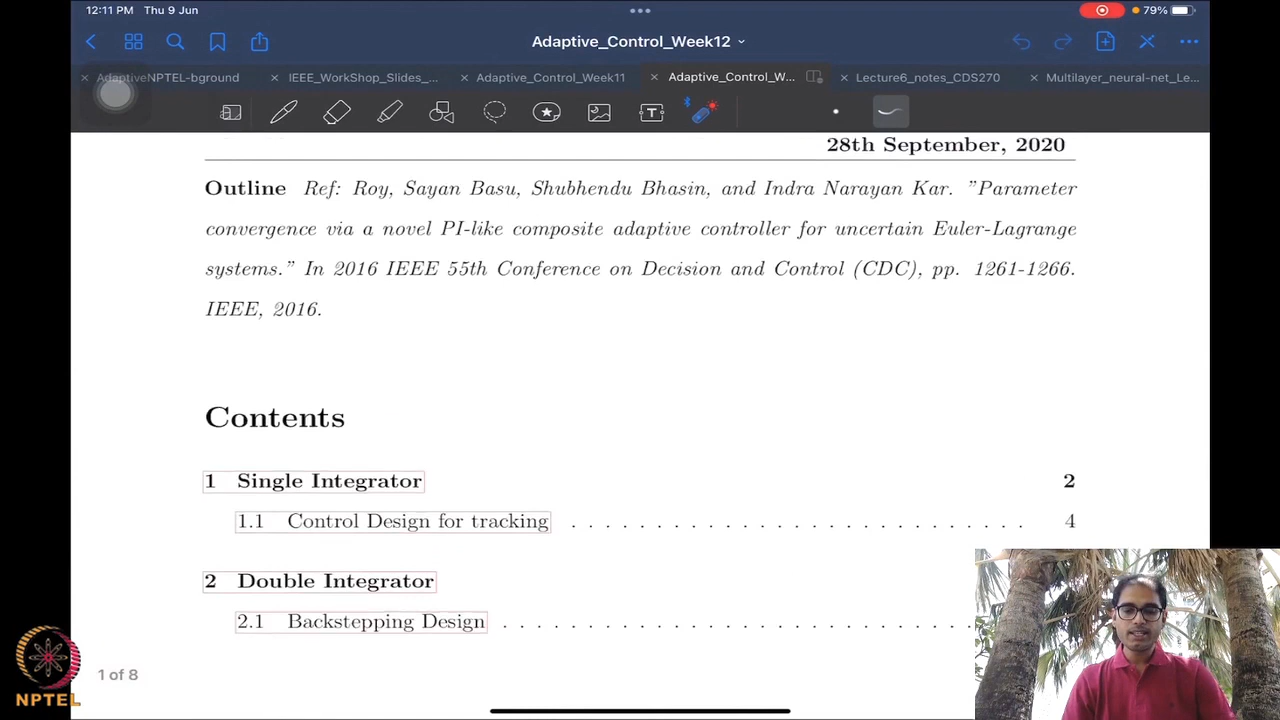 12:11 PM Thu 9 Jun
79%
Adaptive_Control_Week12
AdaptiveNPTEL-bground
IEEE_WorkShop_Slides_...
Adaptive_Control_Week11
Adaptive_Control_W...
Lecture6_notes_CDS270
Multilayer_neural-net_Le...
28th September, 2020
Outline Ref: Roy, Sayan Basu, Shubhendu Bhasin, and Indra Narayan Kar. ”Parameter
convergence via a novel PI-like composite adaptive controller for uncertain Euler-Lagrange
systems.” In 2016 IEEE 55th Conference on Decision and Control (CDC), pp. 1261-1266.
IEEE, 2016.
Contents
1 Single Integrator 2
1.1 Control Design for tracking . . . . . . . . . . . . . . . . . . . . . . . . . . . 4
2 Double Integrator
2.1 Backstepping Design . . . . . . . . . . . . . . . . . . . . . . . . . . . .
1 of 8
NPTEL